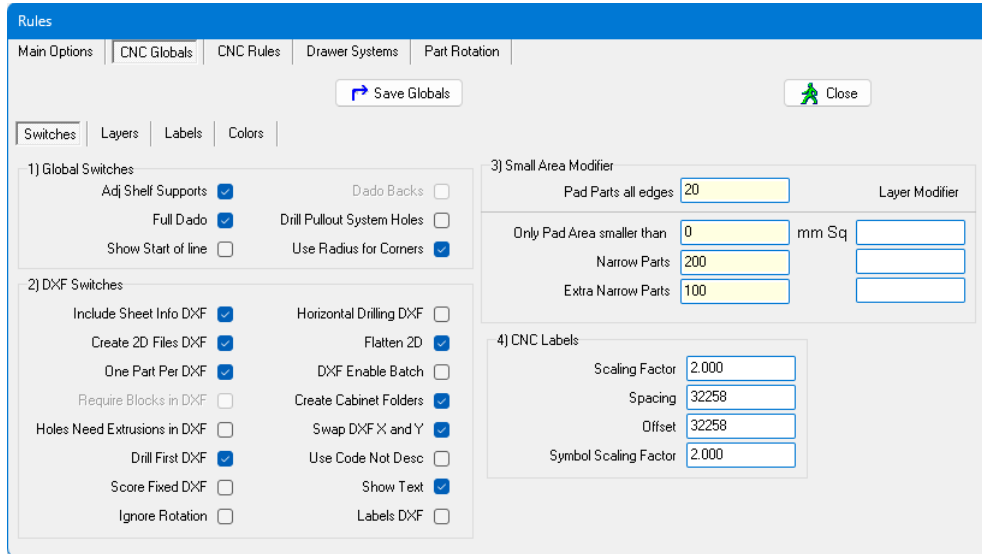 Rules
Main Options CNC Globals CNC Rules Drawer Systems Part Rotation
Save Globals Close
Switches Layers Labels Colors
1) Global Switches
Adj Shelf Supports Dado Backs
Full Dado Drill Pullout System Holes
Show Start of line Use Radius for Corners
2) DXF Switches
Include Sheet Info DXF Horizontal Drilling DXF
Create 2D Files DXF Flatten 2D
One Part Per DXF DXF Enable Batch
Require Blocks in DXF Create Cabinet Folders
Holes Need Extrusions in DXF Swap DXF X and Y
Drill First DXF Use Code Not Desc
Score Fixed DXF Show Text
Ignore Rotation Labels DXF
3) Small Area Modifier
Pad Parts all edges 20 Layer Modifier
Only Pad Area smaller than 0 mm Sq
Narrow Parts 200
Extra Narrow Parts 100
4) CNC Labels
Scaling Factor 2.000
Spacing 32258
Offset 32258
Symbol Scaling Factor 2.000